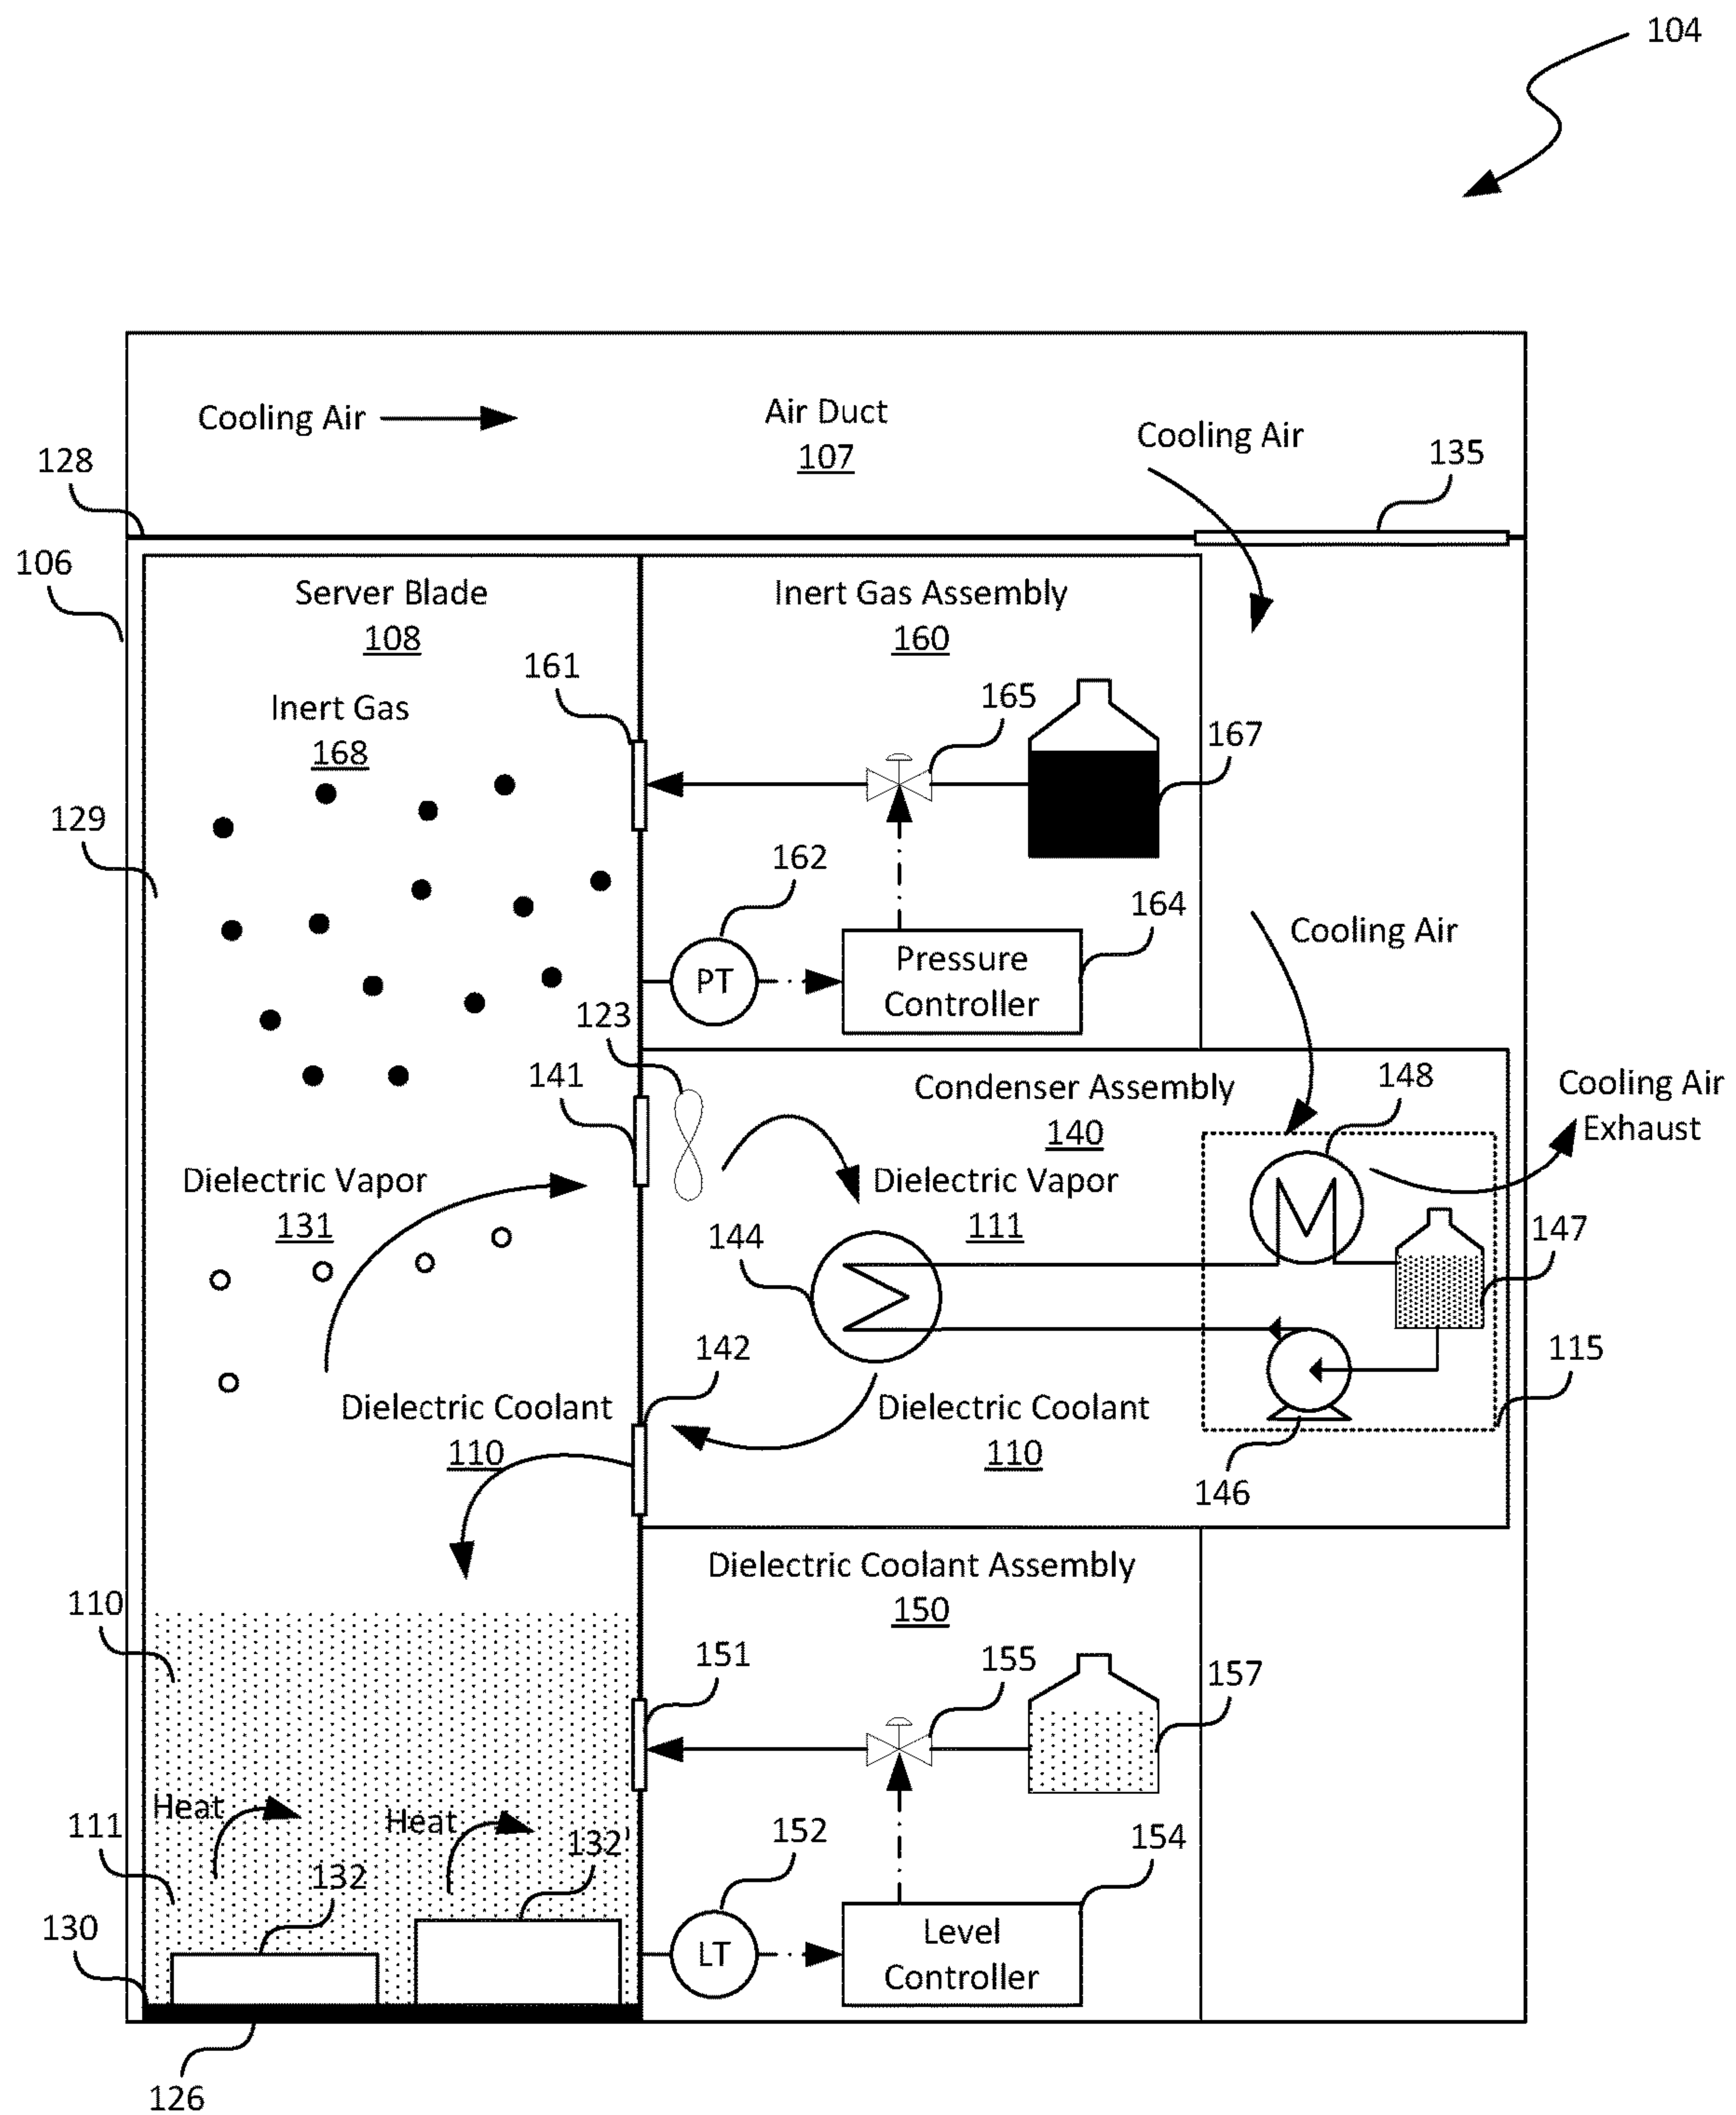 104
Cooling Air
Air Duct
107
Cooling Air
128
135
106
Server Blade
108
Inert Gas Assembly
160
161
Inert Gas
168
165
167
129
162
164
Cooling Air
Pressure
Controller
PT
123
141
Condenser Assembly
140
148
Cooling Air
Exhaust
Dielectric Vapor
131
Dielectric Vapor
111
144
147
142
115
Dielectric Coolant
110
Dielectric Coolant
110
146
Dielectric Coolant Assembly
150
110
151
155
157
Heat
Heat
111
132
132'
152
154
130
Level
Controller
LT
126